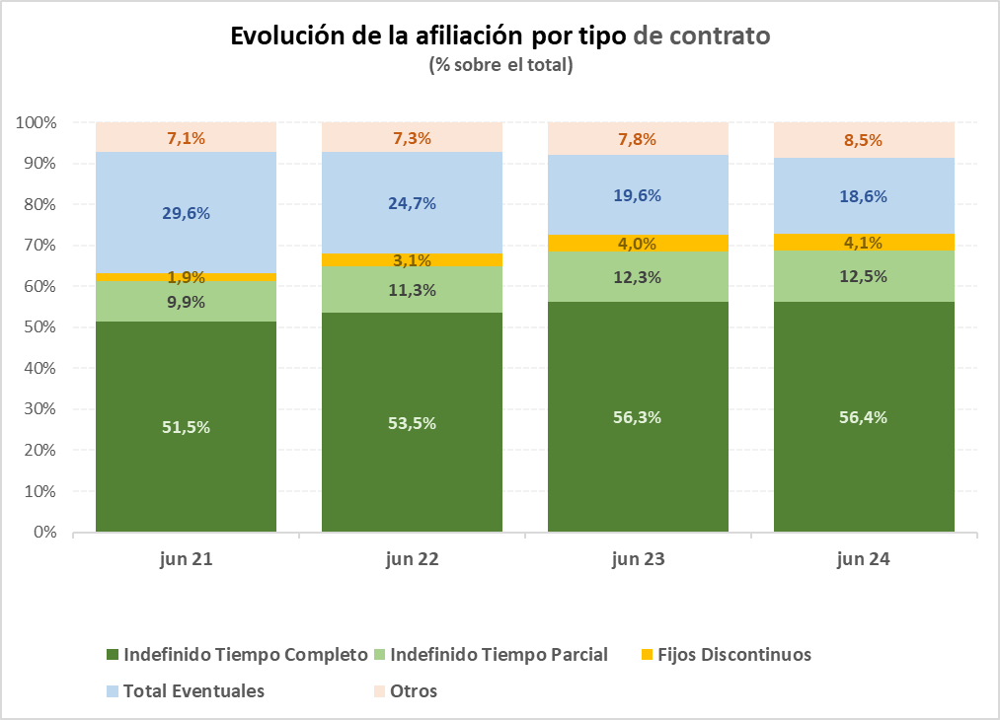 Evolución de la afiliación por tipo de contrato
(% sobre el total)
100%
90%
80%
70%
60%
50%
40%
30%
20%
10%
0%
7,1%
7,3%
7,8%
8,5%
29,6%
24,7%
19,6%
18,6%
1,9%
3,1%
4,0%
4,1%
9,9%
11,3%
12,3%
12,5%
51,5%
53,5%
56,3%
56,4%
jun 21
jun 22
jun 23
jun 24
Indefinido Tiempo Completo
Indefinido Tiempo Parcial
Fijos Discontinuos
Total Eventuales
Otros